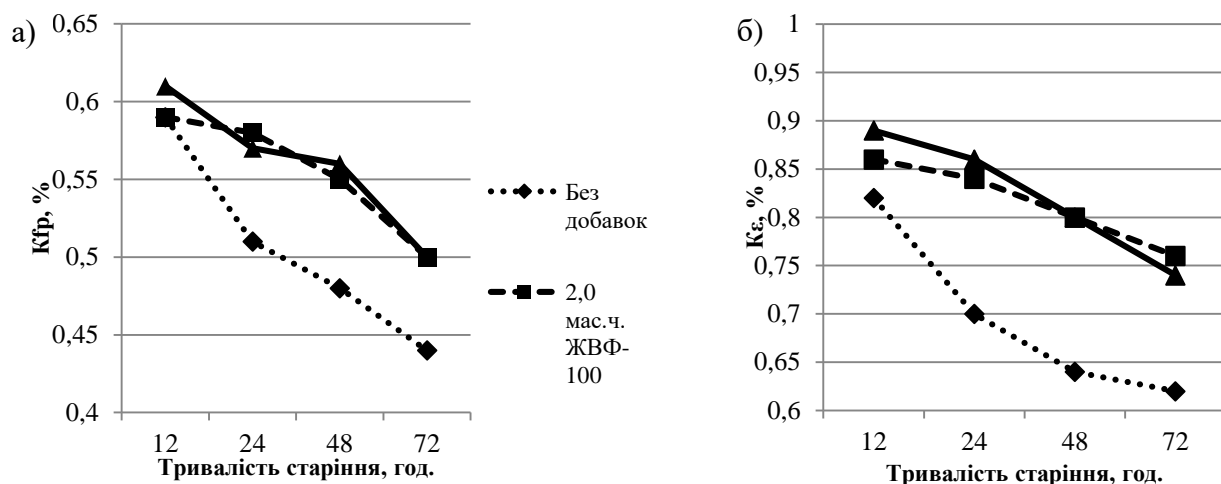 а)
0,65
0,6
0,55
0,5
0,45
0,4
Kfp, %
12 24 48 72
Тривалість старіння, год.
Без
добавок
2,0
мас.ч.
ЖВФ-
100
б)
1
0,95
0,9
0,85
0,8
0,75
0,7
0,65
0,6
Kε, %
12 24 48 72
Тривалість старіння, год.